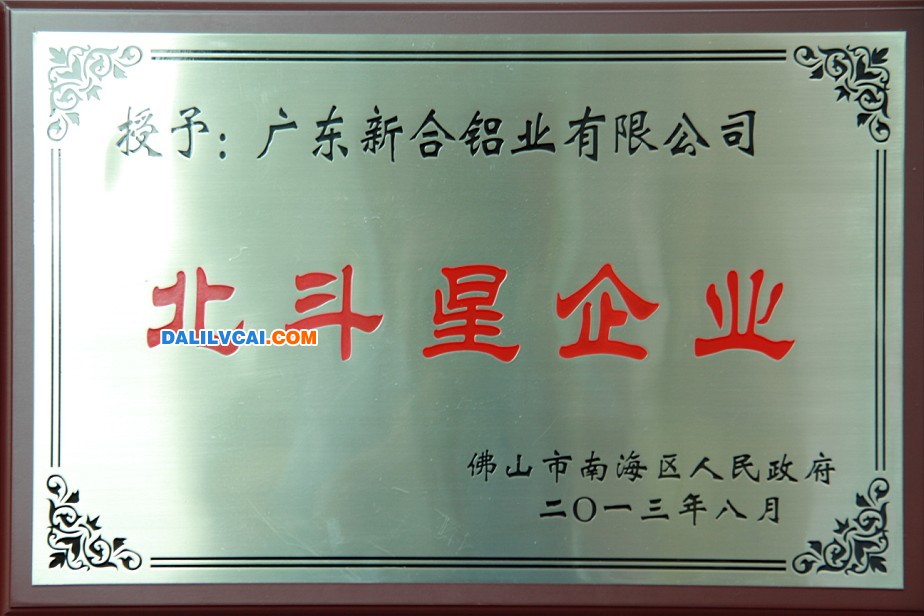 授予：广东新合铝业有限公司
北斗星企业
DALILVCAI.COM
佛山市南海区人民政府
二〇一三年八月